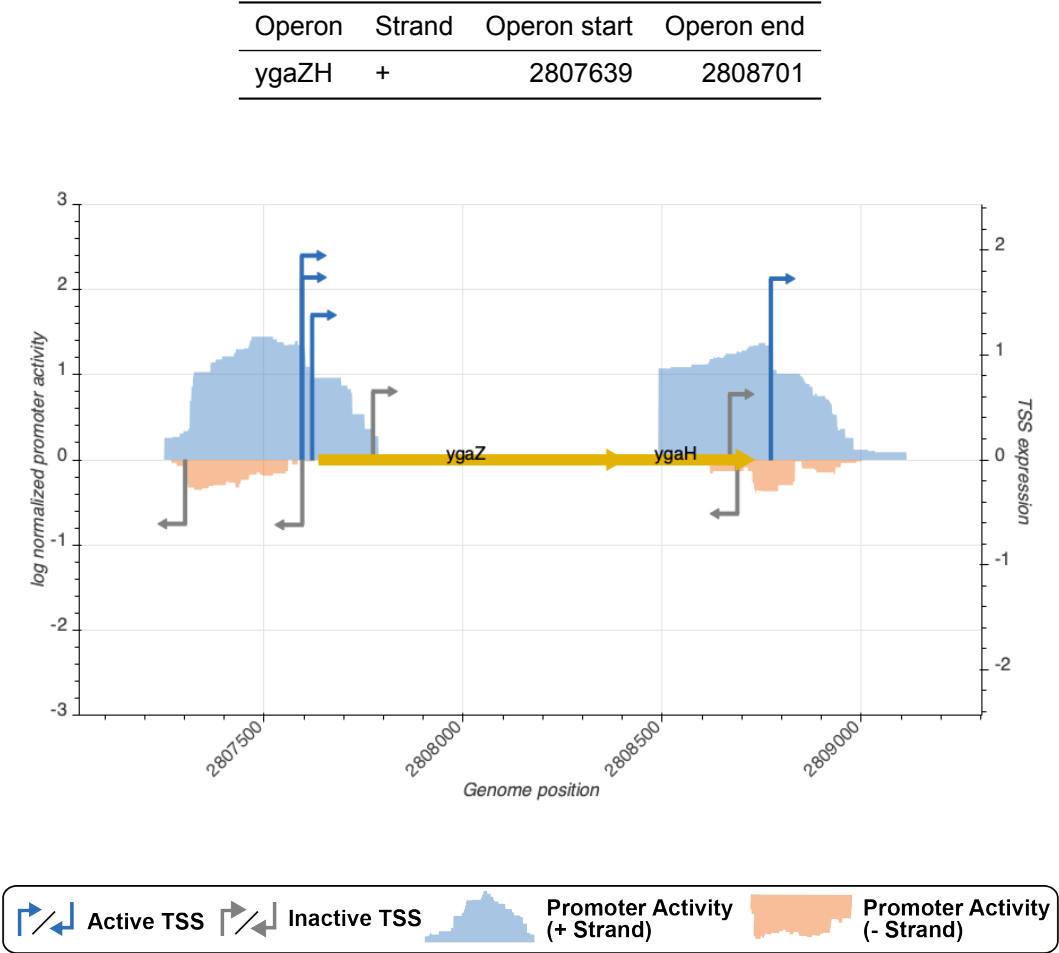 Operon Strand Operon start Operon end
ygaZH + 2807639 2808701
3
2
1
0
-1
-2
-3
log normalized promoter activity
2
1
0
-1
-2
TSS expression
ygaZ ygaH
2807500 2808000 2808500 2809000
Genome position
Active TSS Inactive TSS Promoter Activity (+ Strand) Promoter Activity (- Strand)